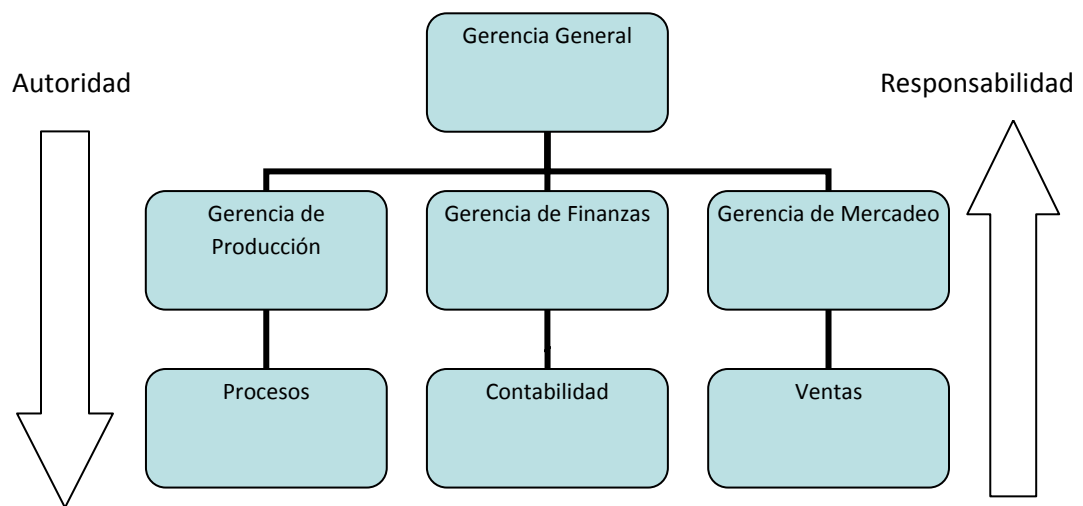 Gerencia General
Autoridad
Responsabilidad
Gerencia de
Producción
Gerencia de Finanzas
Gerencia de Mercadeo
Procesos
Contabilidad
Ventas